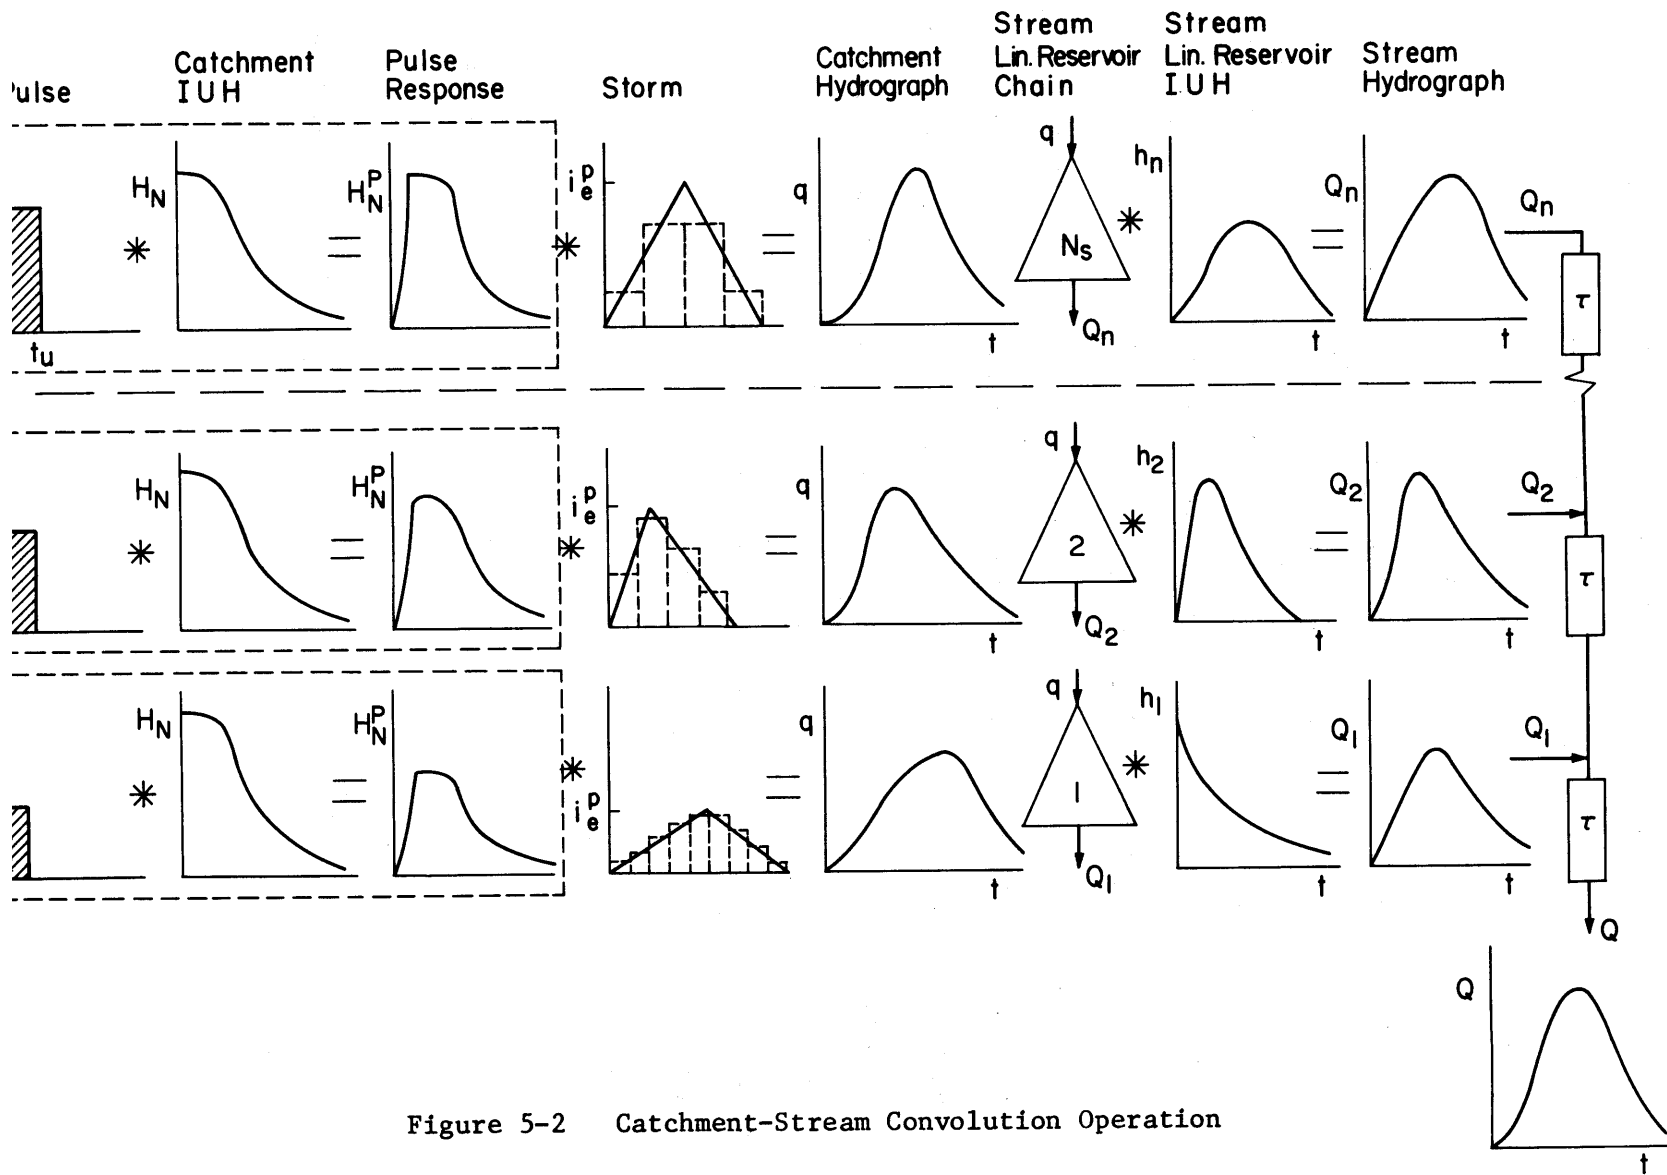 Catchment IUH
Pulse Response
Storm
Catchment Hydrograph
Stream Lin. Reservoir Chain
Stream Lin. Reservoir IUH
Stream Hydrograph
H_N
*
H_N^P
=
*
i_e^p
=
q
t
q
N_s
Q_n
*
h_n
t
=
Q_n
t
Q_n
τ
t_u
H_N
*
H_N^P
=
*
i_e^p
=
q
t
q
2
Q_2
*
h_2
t
=
Q_2
t
Q_2
τ
H_N
*
H_N^P
=
*
i_e^p
=
q
t
q
1
Q_1
*
h_1
t
=
Q_1
t
Q_1
τ
Q
Q
t
Figure 5-2 Catchment-Stream Convolution Operation